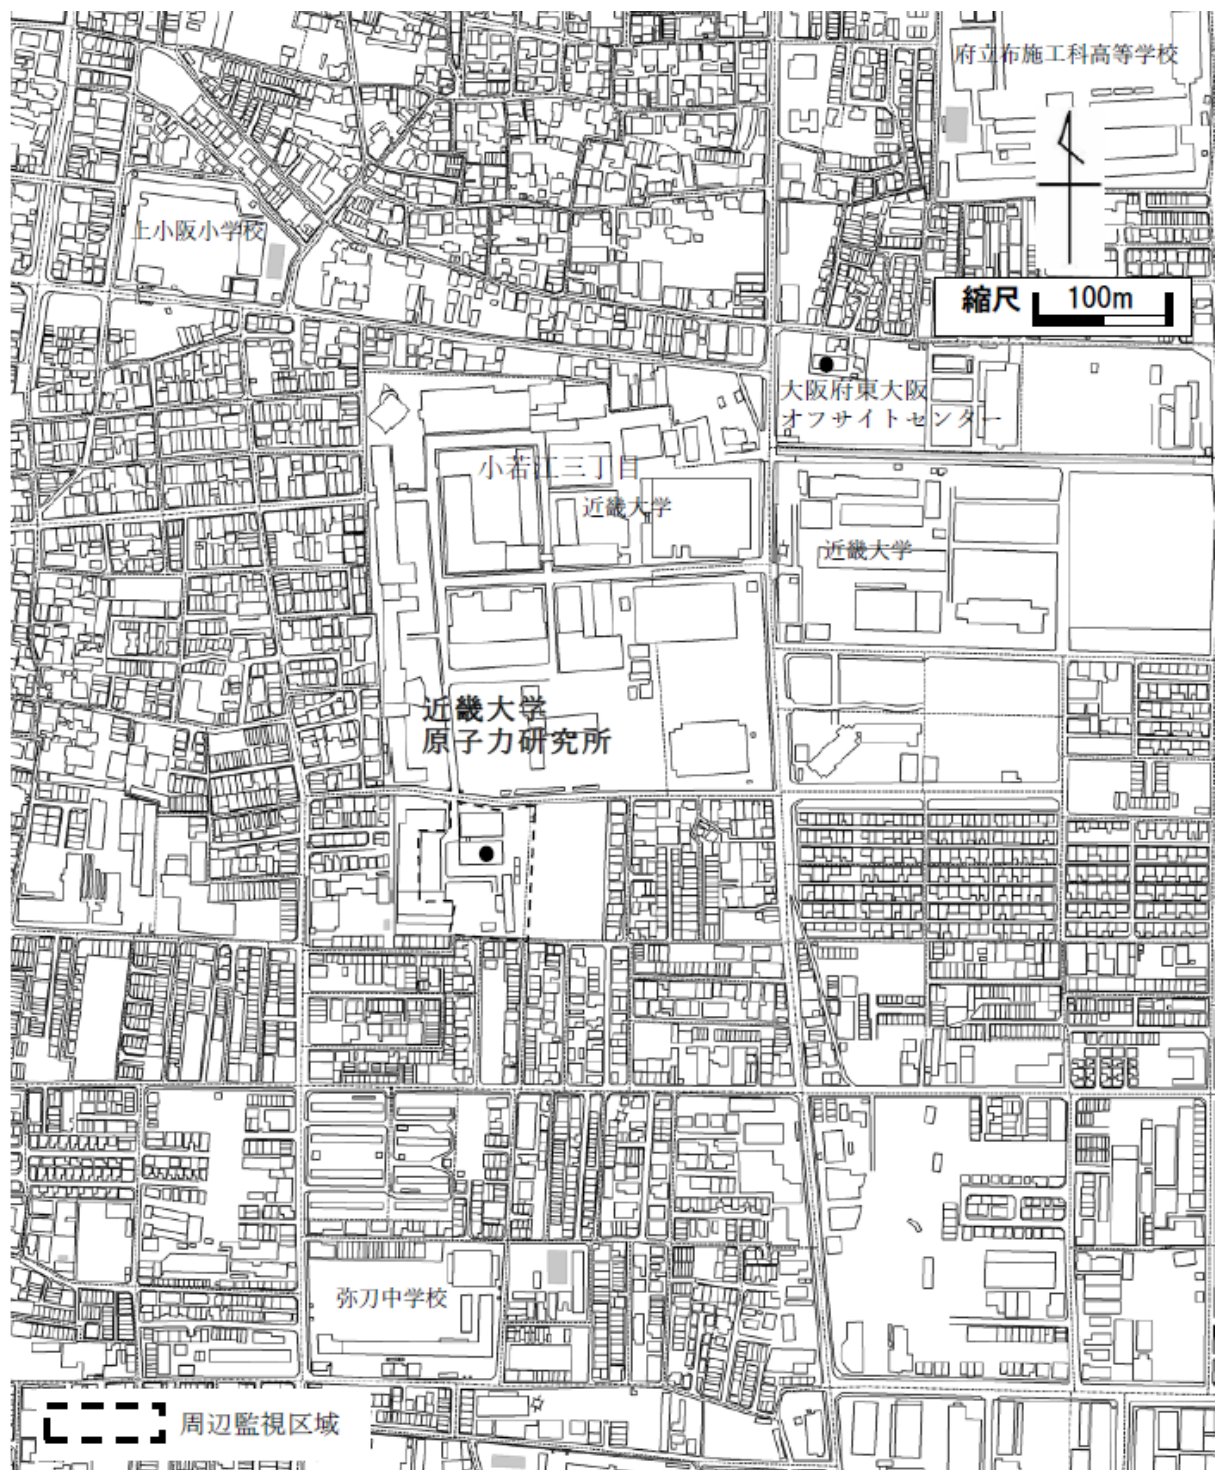 府立布施工科高等学校
上小阪小学校
縮尺 100m
大阪府東大阪
オフサイトセンター
小若江三丁目
近畿大学
近畿大学
近畿大学
原子力研究所
弥刀中学校
周辺監視区域